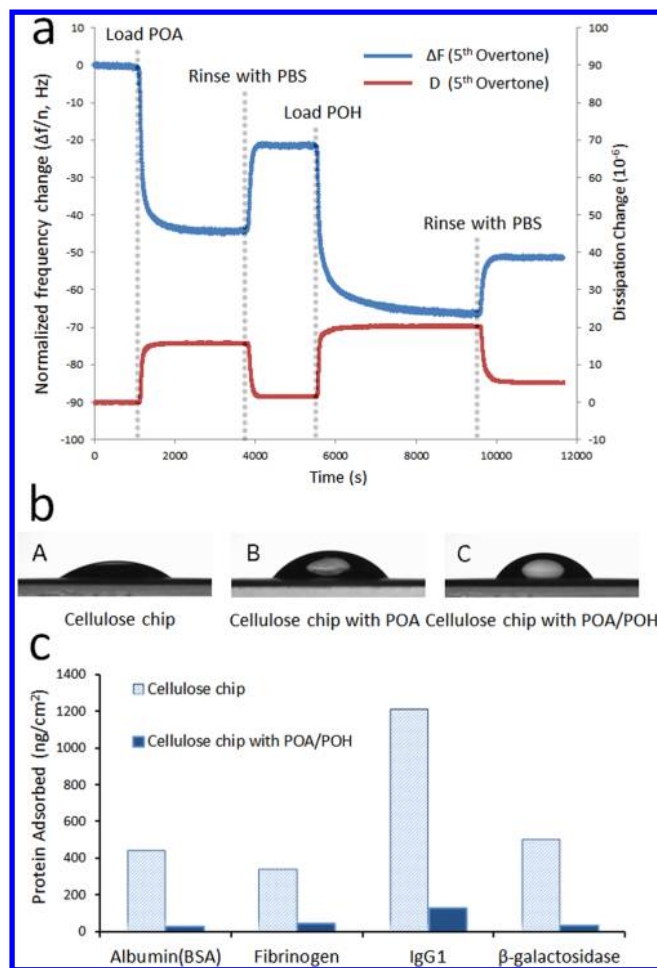 a
Load POA
Rinse with PBS
Load POH
Rinse with PBS
ΔF (5th Overtone)
D (5th Overtone)
Normalized frequency change (Δf/n, Hz)
10
0
-10
-20
-30
-40
-50
-60
-70
-80
-90
-100
Dissipation Change (10⁻⁶)
100
90
80
70
60
50
40
30
20
10
0
-10
0 2000 4000 6000 8000 10000 12000
Time (s)
b
A B C
Cellulose chip Cellulose chip with POA Cellulose chip with POA/POH
c
Protein Adsorbed (ng/cm²)
1400
1200
1000
800
600
400
200
0
Cellulose chip
Cellulose chip with POA/POH
Albumin(BSA) Fibrinogen IgG1 β-galactosidase